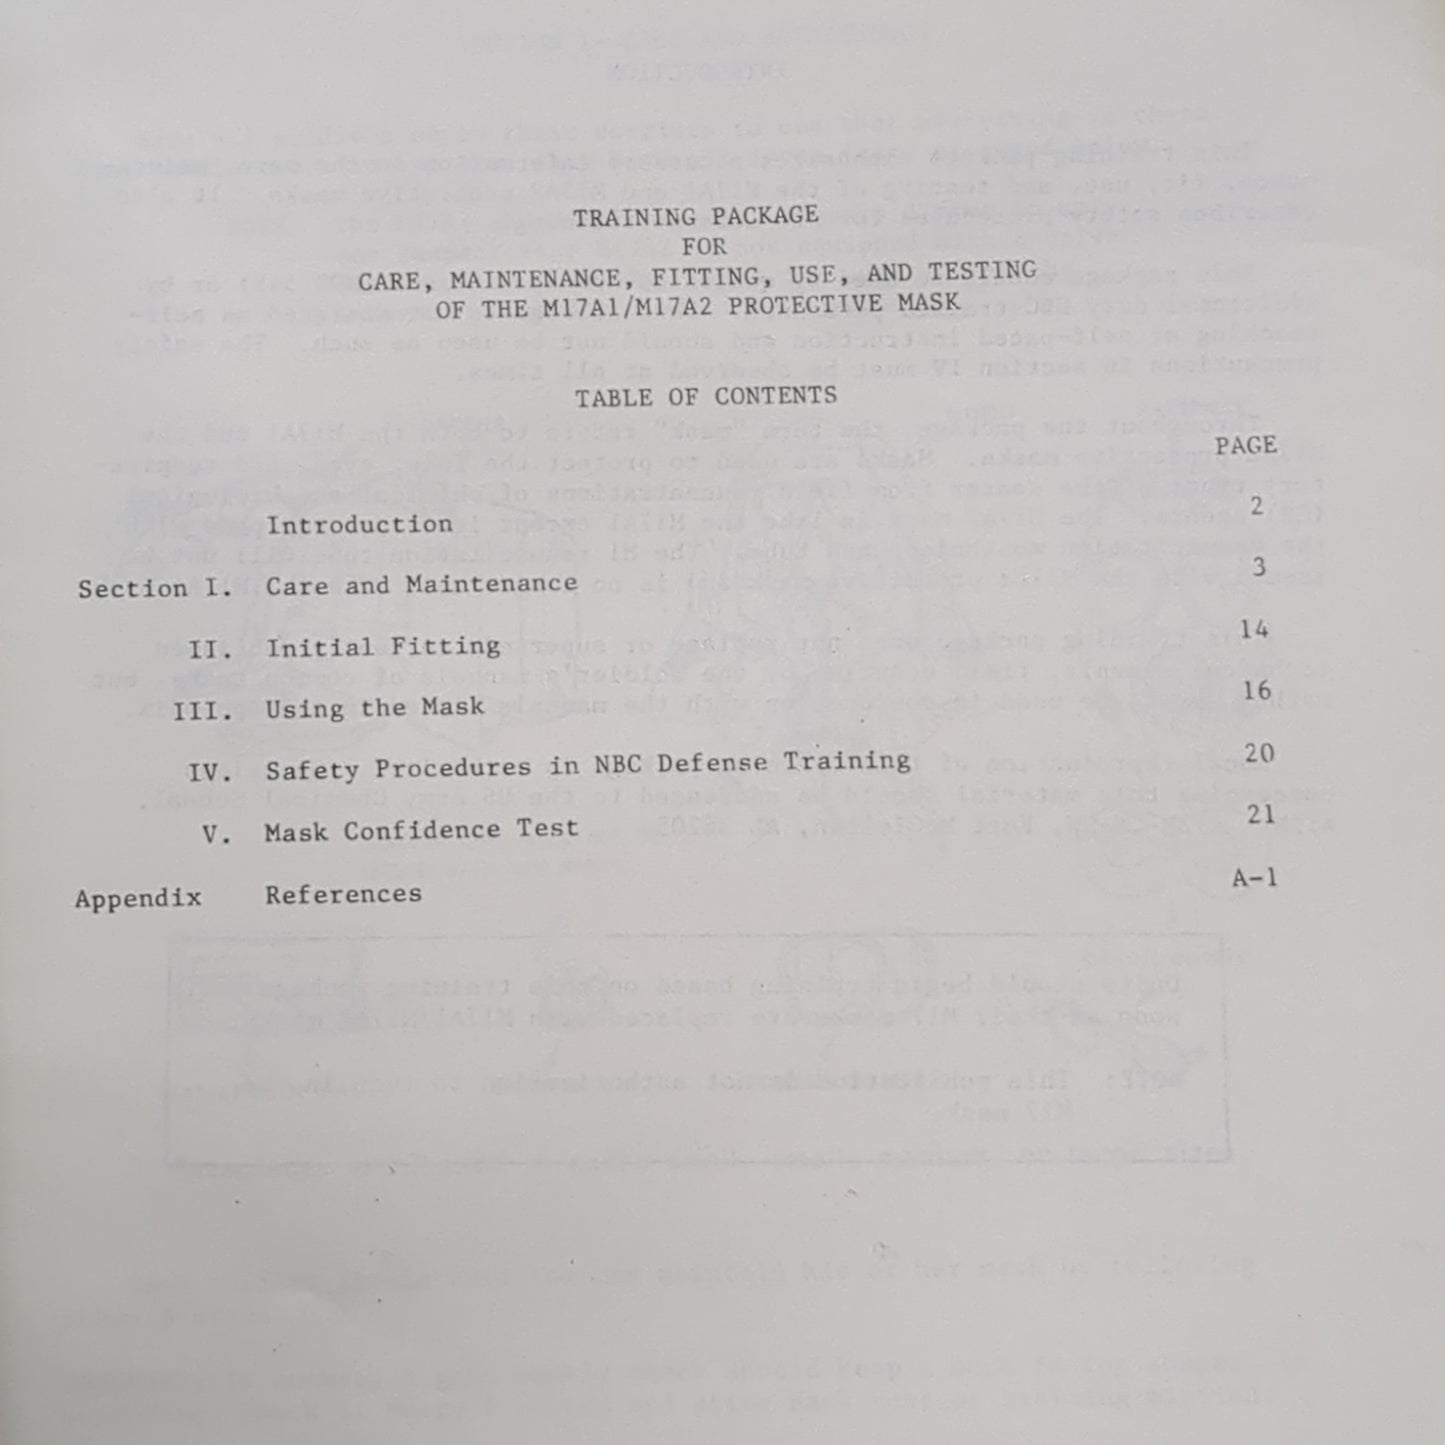 TRAINING PACKAGE
FOR
CARE, MAINTENANCE, FITTING, USE, AND TESTING
OF THE M17A1/M17A2 PROTECTIVE MASK
TABLE OF CONTENTS
PAGE
Introduction 2
Section I. Care and Maintenance 3
II. Initial Fitting 14
III. Using the Mask 16
IV. Safety Procedures in NBC Defense Training 20
V. Mask Confidence Test 21
Appendix References A-1